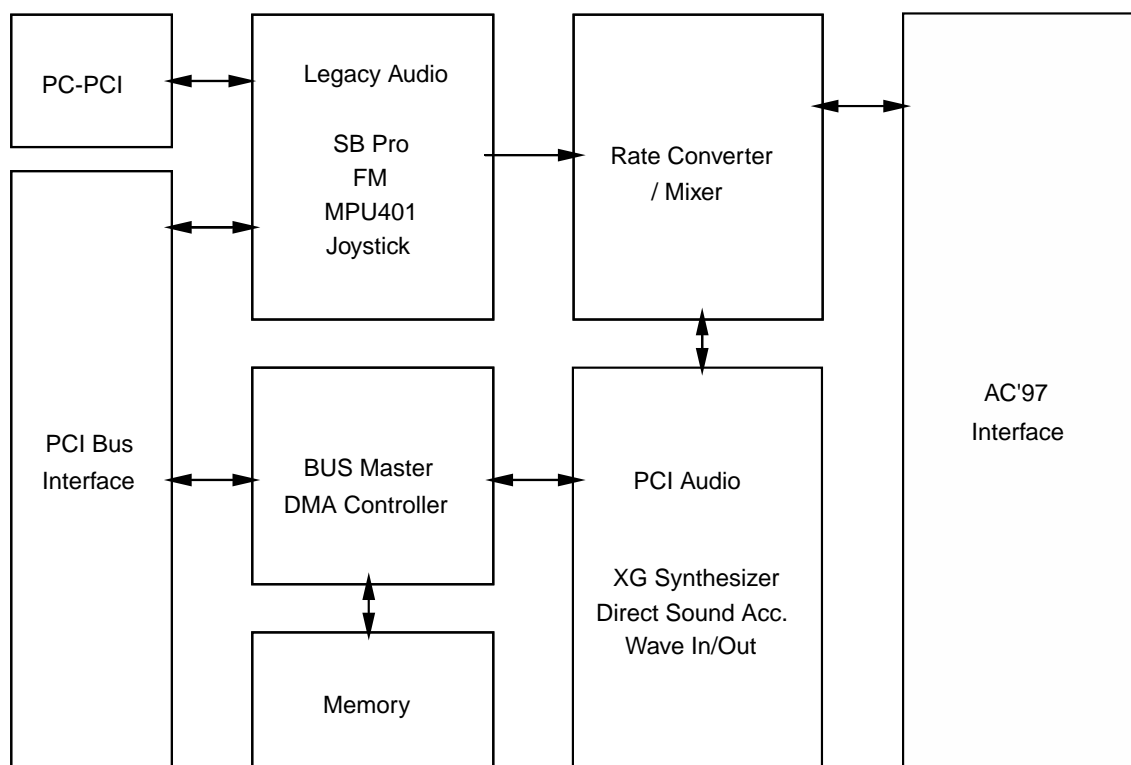 PC-PCI
Legacy Audio
SB Pro
FM
MPU401
Joystick
Rate Converter
/ Mixer
AC'97
Interface
PCI Bus
Interface
BUS Master
DMA Controller
PCI Audio
XG Synthesizer
Direct Sound Acc.
Wave In/Out
Memory